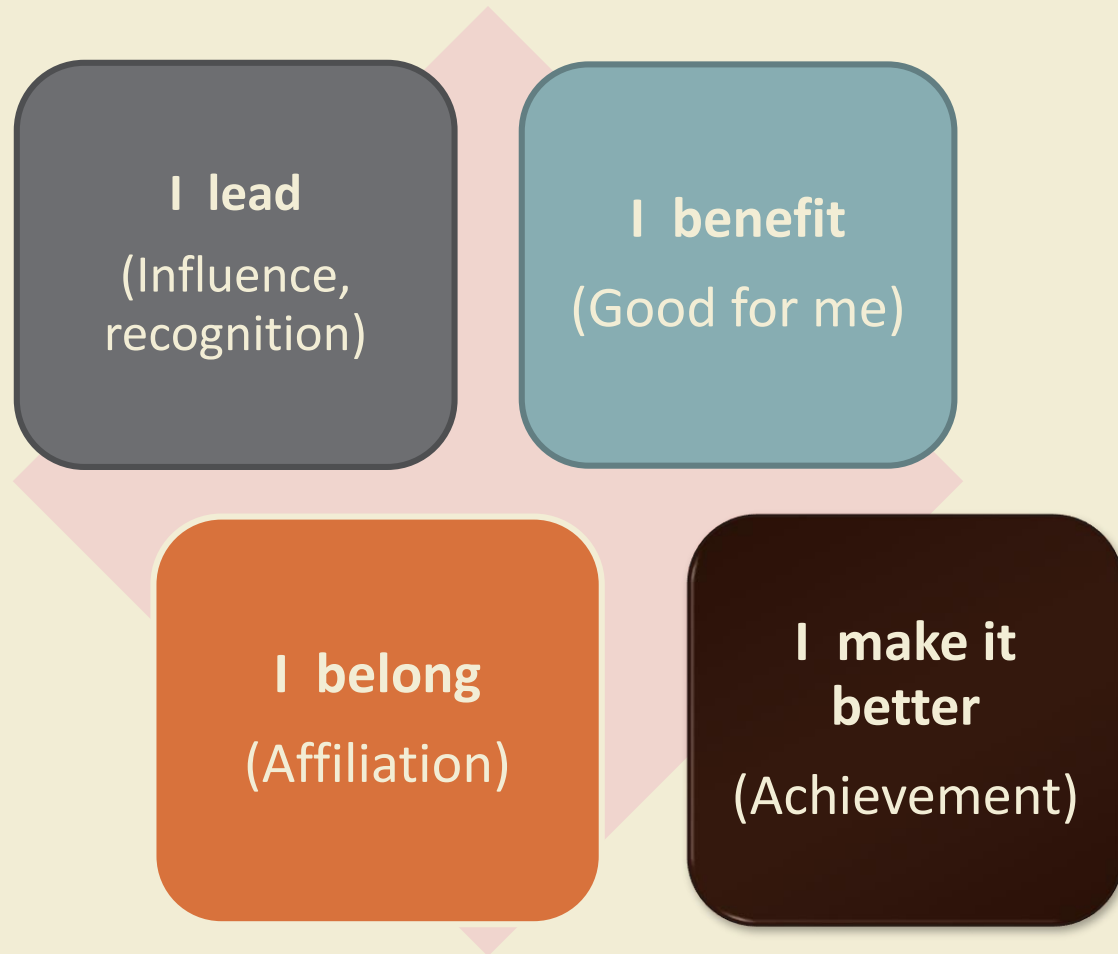 I lead
(Influence,
recognition)
I benefit
(Good for me)
I belong
(Affiliation)
I make it
better
(Achievement)